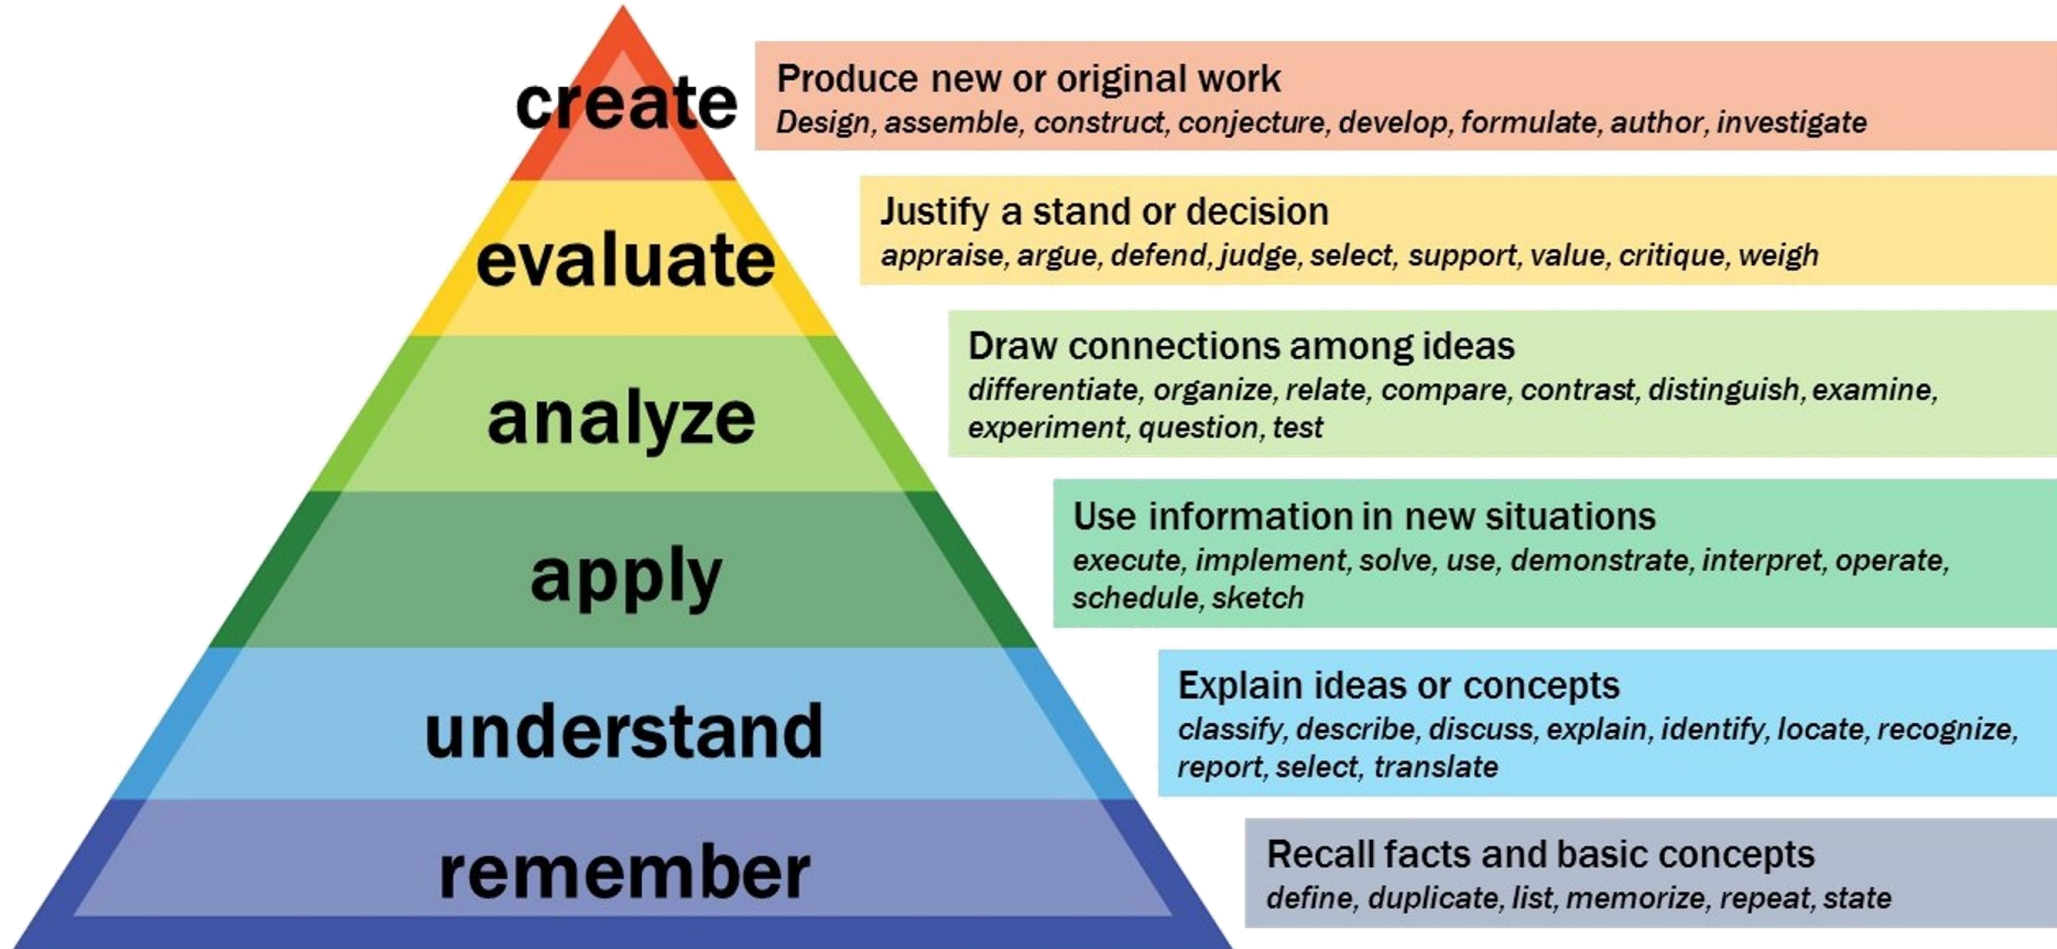 create
Produce new or original work
Design, assemble, construct, conjecture, develop, formulate, author, investigate
evaluate
Justify a stand or decision
appraise, argue, defend, judge, select, support, value, critique, weigh
analyze
Draw connections among ideas
differentiate, organize, relate, compare, contrast, distinguish, examine,
experiment, question, test
apply
Use information in new situations
execute, implement, solve, use, demonstrate, interpret, operate,
schedule, sketch
understand
Explain ideas or concepts
classify, describe, discuss, explain, identify, locate, recognize,
report, select, translate
remember
Recall facts and basic concepts
define, duplicate, list, memorize, repeat, state